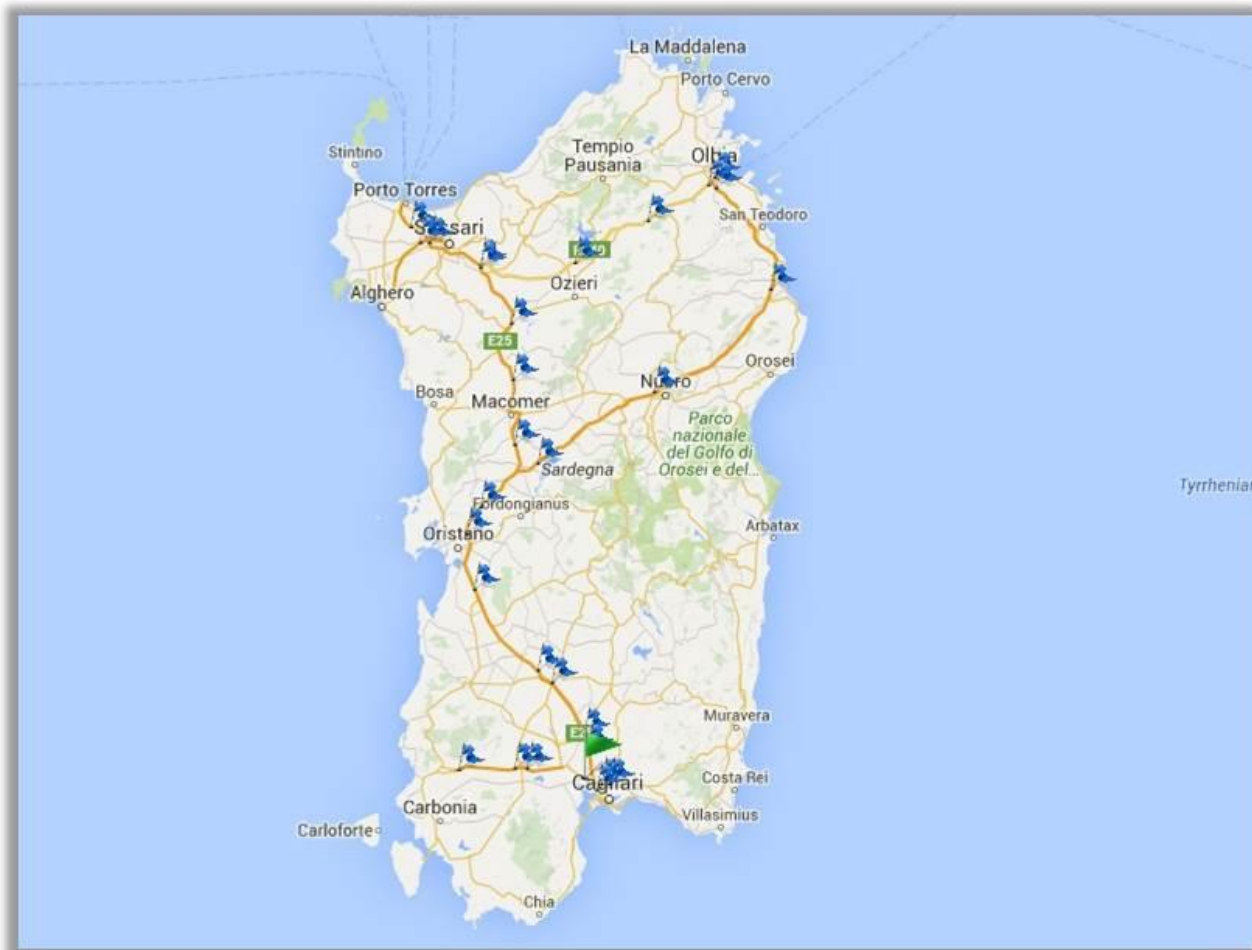 La Maddalena
Porto Cervo
Tempio
Pausania
Olbia
Stintino
Porto Torres
San Teodoro
Sassari
Ozieri
Alghero
E25
Orosei
Bosa
Nuoro
Macomer
Parco
nazionale
del Golfo di
Orosei e del...
Sardegna
Tyrrhenian
Fordongianus
Oristano
Arbatax
Muravera
Costa Rei
Cagliari
Carbonia
Villasimius
Carloforte
Chia